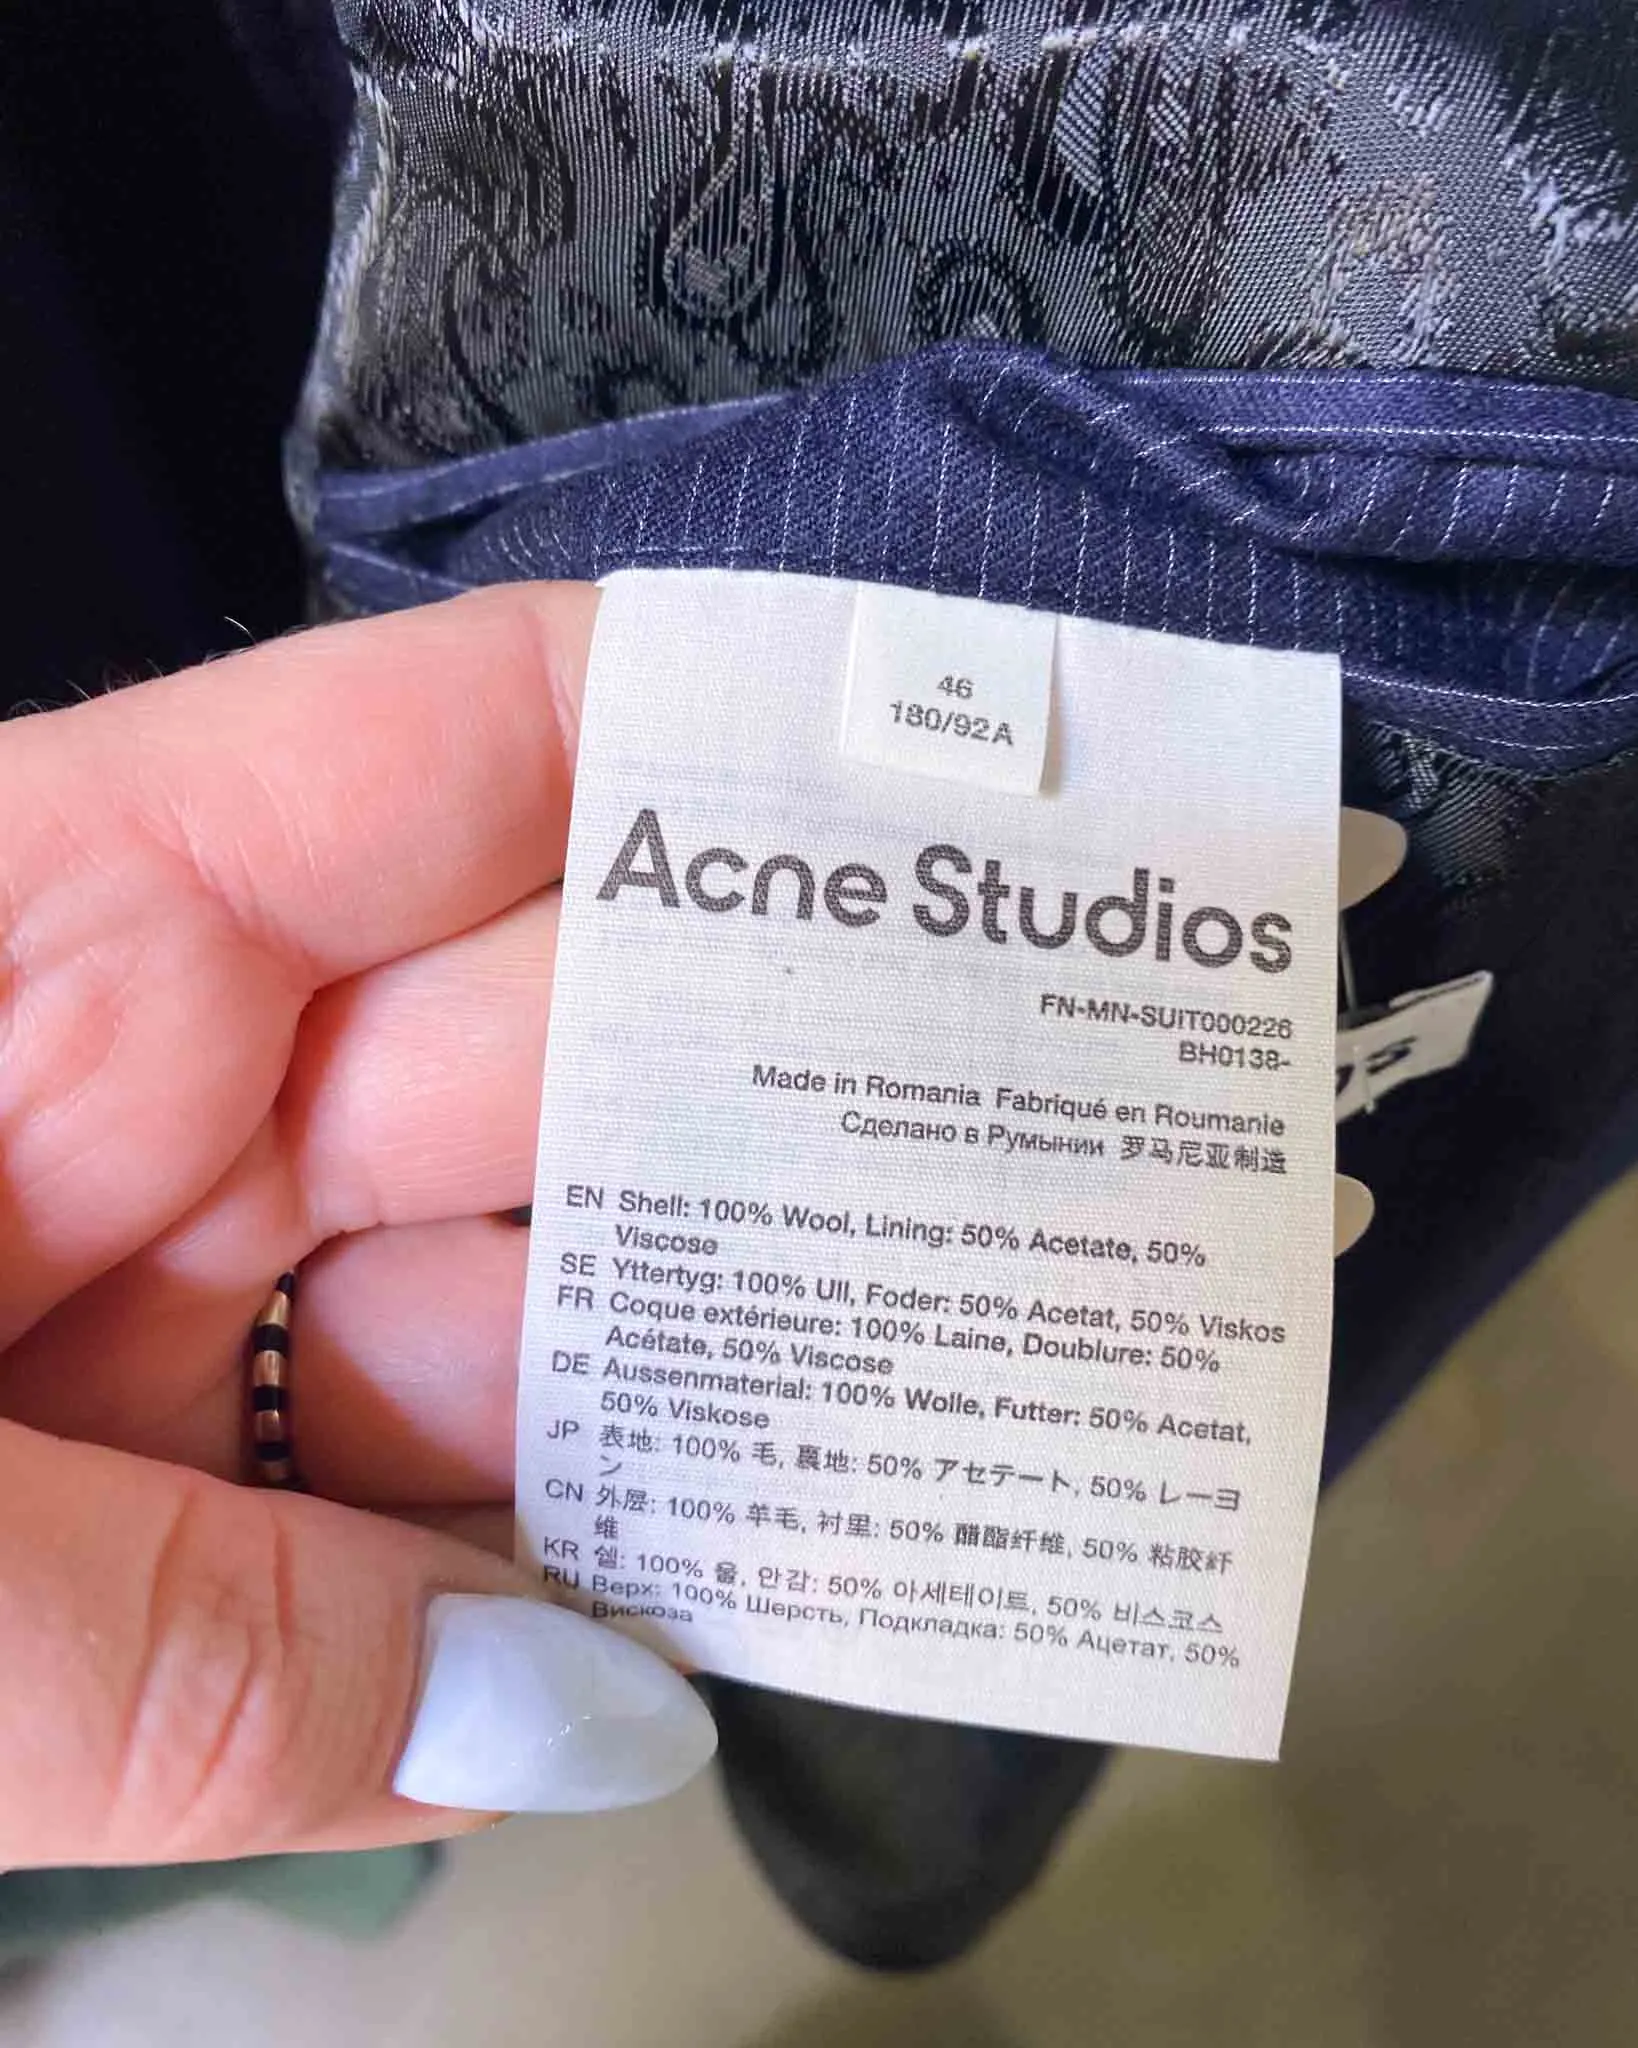 46
180/92A
Acne Studios
FN-MN-SUIT000226
BH0138-
Made in Romania Fabriqué en Roumanie
Сделано в Румынии 罗马尼亚制造
EN Shell: 100% Wool, Lining: 50% Acetate, 50%
Viscose
SE Yttertyg: 100% Ull, Foder: 50% Acetat, 50% Viskos
FR Coque extérieure: 100% Laine, Doublure: 50%
Acétate, 50% Viscose
DE Aussenmaterial: 100% Wolle, Futter: 50% Acetat,
50% Viskose
JP 表地: 100% 毛, 裏地: 50% アセテート, 50% レーヨ
ン
CN 外层: 100% 羊毛, 衬里: 50% 醋酯纤维, 50% 粘胶纤
维
KR 쉘: 100% 울, 안감: 50% 아세테이트, 50% 비스코스
RU Верх: 100% Шерсть, Подкладка: 50% Ацетат, 50%
Вискоза